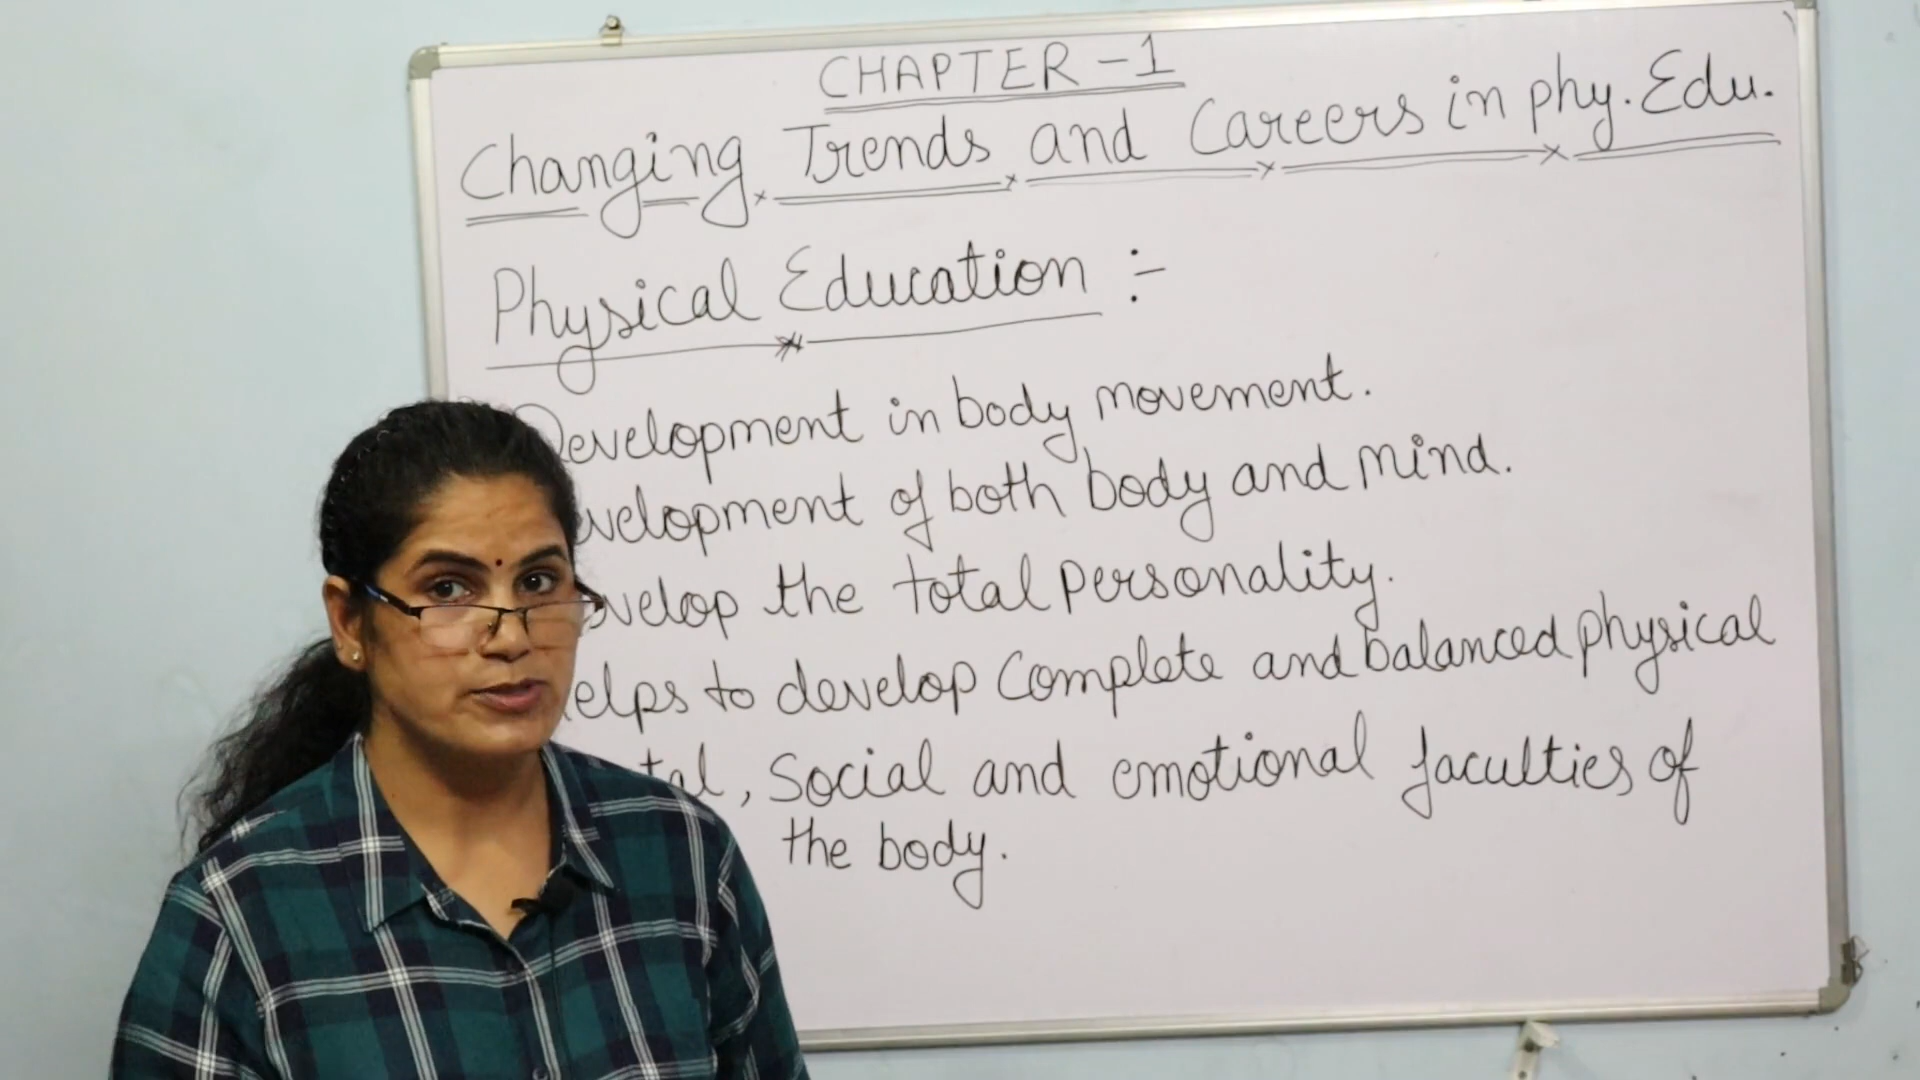 CHAPTER - 1
Changing Trends and Careers in phy. Edu.
Physical Education :-
Development in body movement.
velopment of both body and mind.
velop the total personality.
elps to develop complete and balanced physical
tal, Social and emotional faculties of
the body.